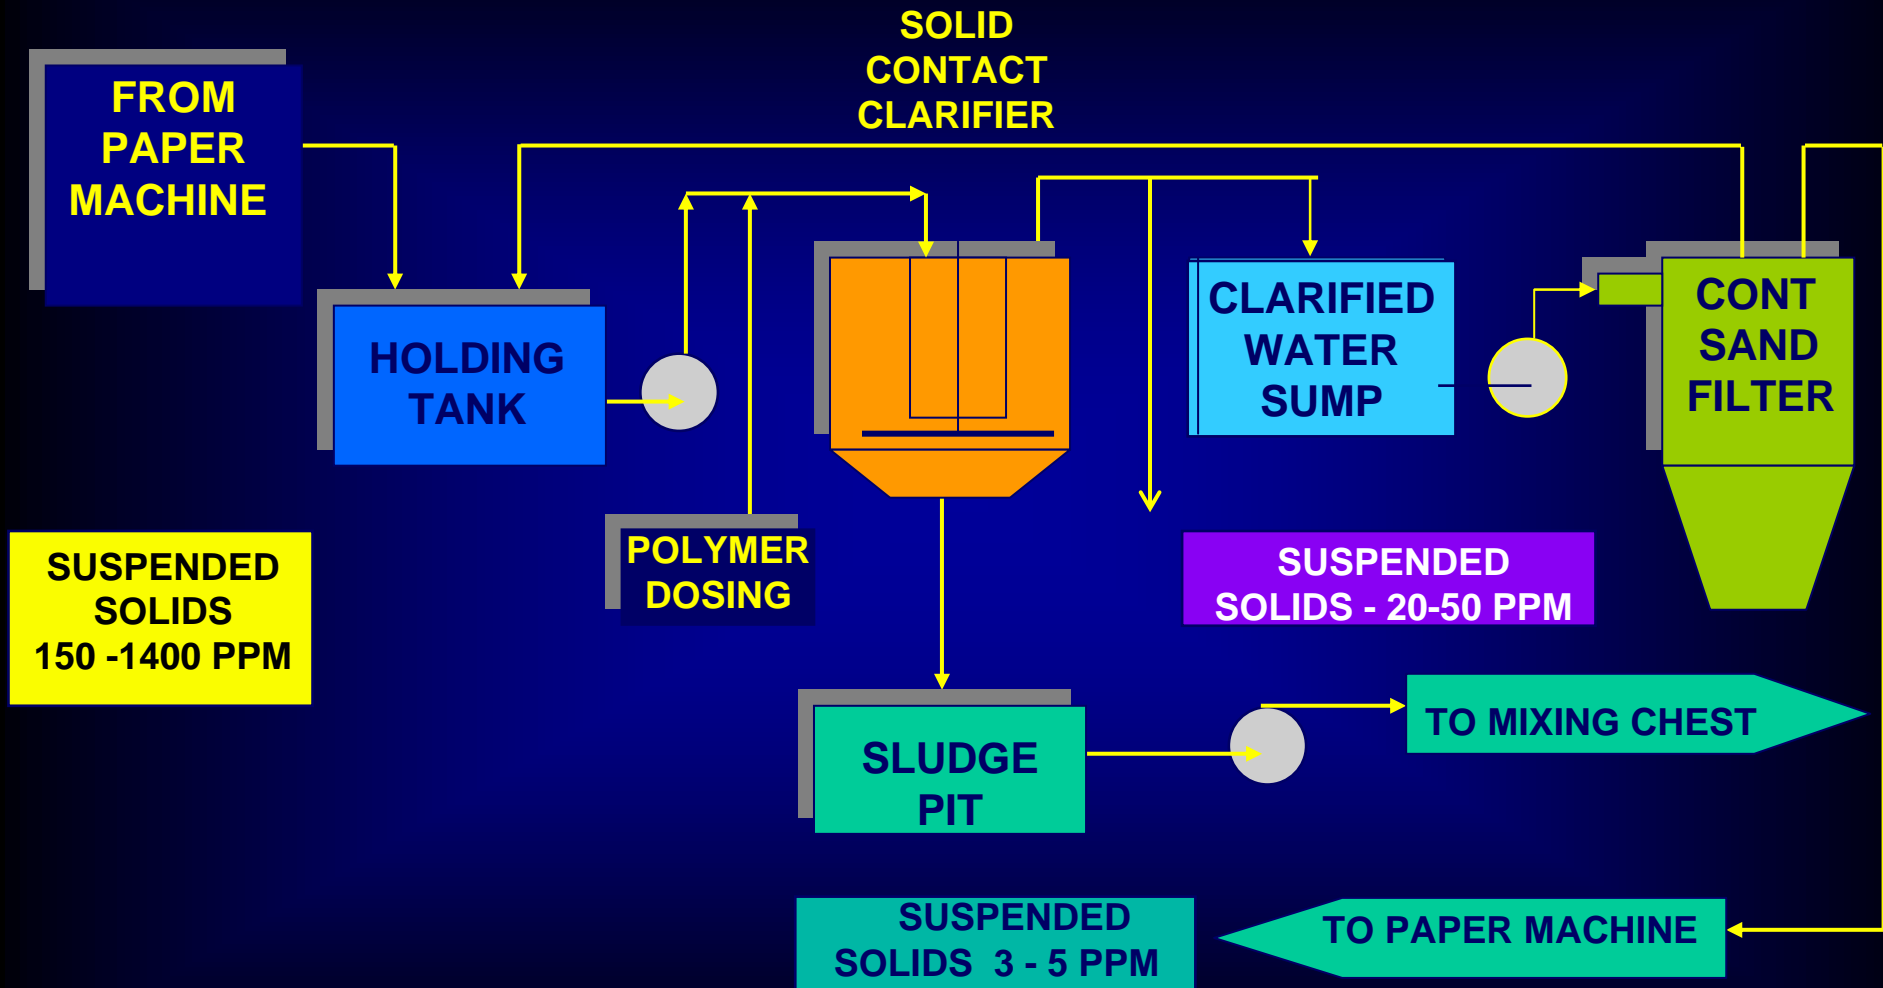 SOLID
CONTACT
CLARIFIER
FROM
PAPER
MACHINE
HOLDING
TANK
CLARIFIED
WATER
SUMP
CONT
SAND
FILTER
POLYMER
DOSING
SUSPENDED
SOLIDS
150 -1400 PPM
SUSPENDED
SOLIDS - 20-50 PPM
SLUDGE
PIT
TO MIXING CHEST
SUSPENDED
SOLIDS 3 - 5 PPM
TO PAPER MACHINE